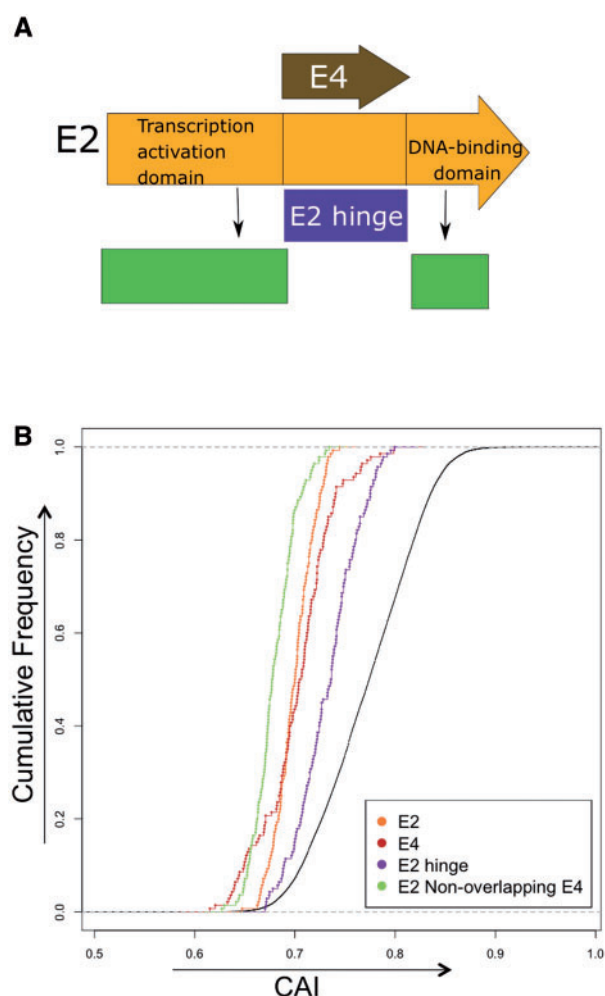 A
E4
E2
Transcription
activation
domain
DNA-binding
domain
E2 hinge
B
Cumulative Frequency
1.0
0.8
0.6
0.4
0.2
0.0
E2
E4
E2 hinge
E2 Non-overlapping E4
0.5 0.6 0.7 0.8 0.9 1.0
CAI